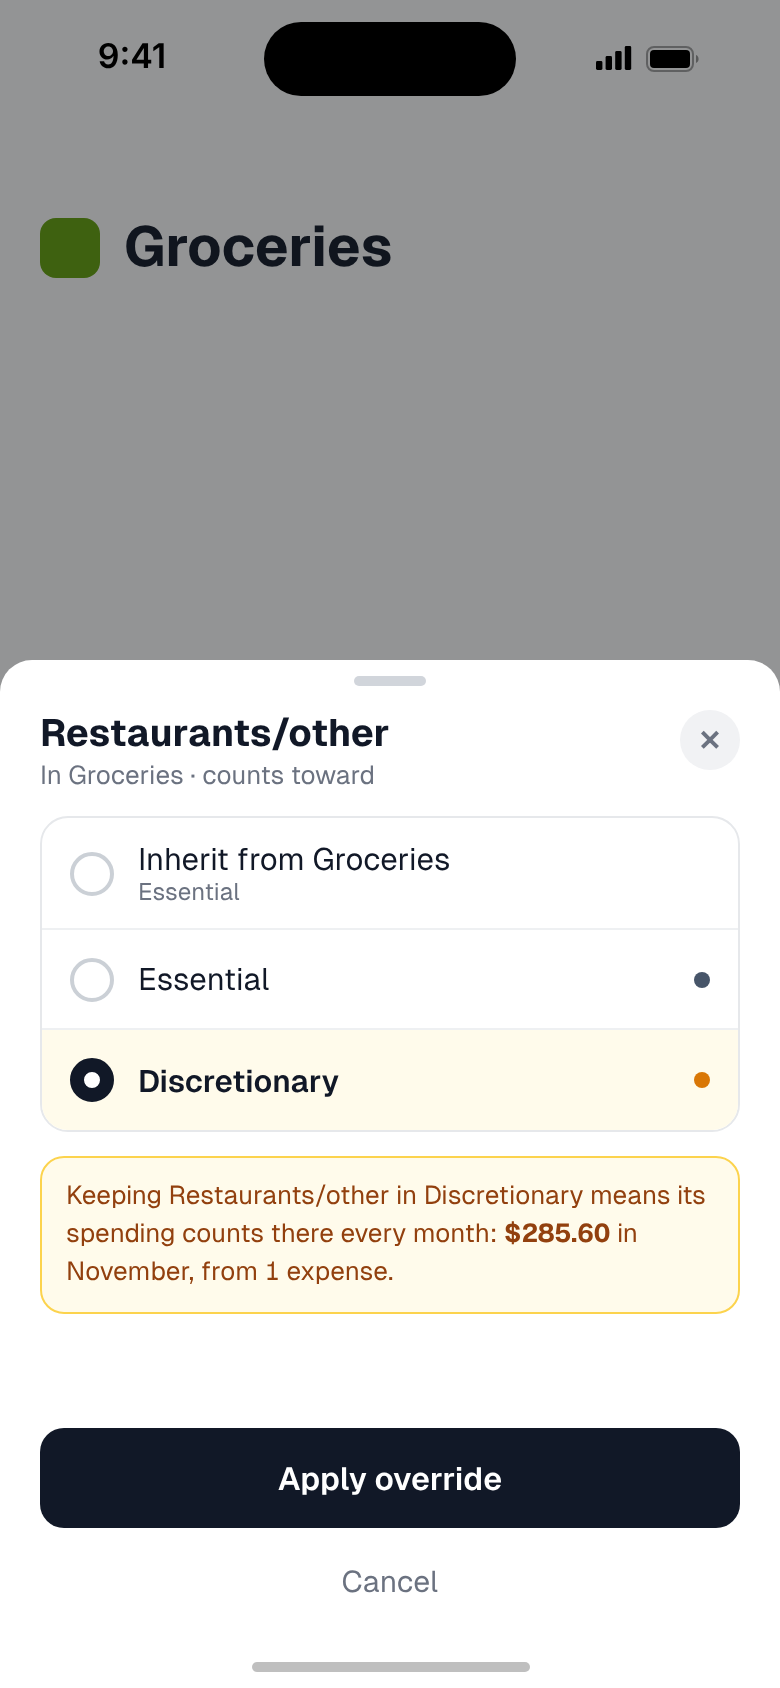 9:41
Groceries
Restaurants/other
In Groceries · counts toward
Inherit from Groceries
Essential
Essential
Discretionary
Keeping Restaurants/other in Discretionary means its
spending counts there every month: $285.60 in
November, from 1 expense.
Apply override
Cancel